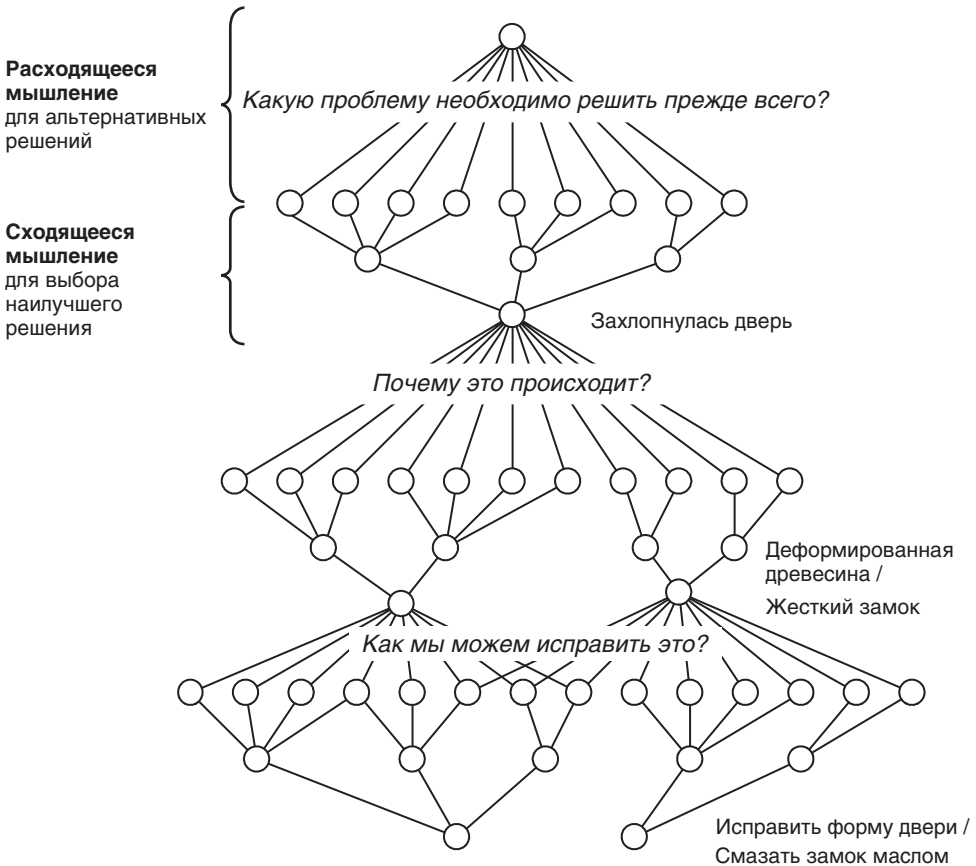 Расходящееся
мышление
для альтернативных
решений
Какую проблему необходимо решить прежде всего?
Сходящееся
мышление
для выбора
наилучшего
решения
Захлопнулась дверь
Почему это происходит?
Деформированная
древесина /
Жесткий замок
Как мы можем исправить это?
Исправить форму двери /
Смазать замок маслом